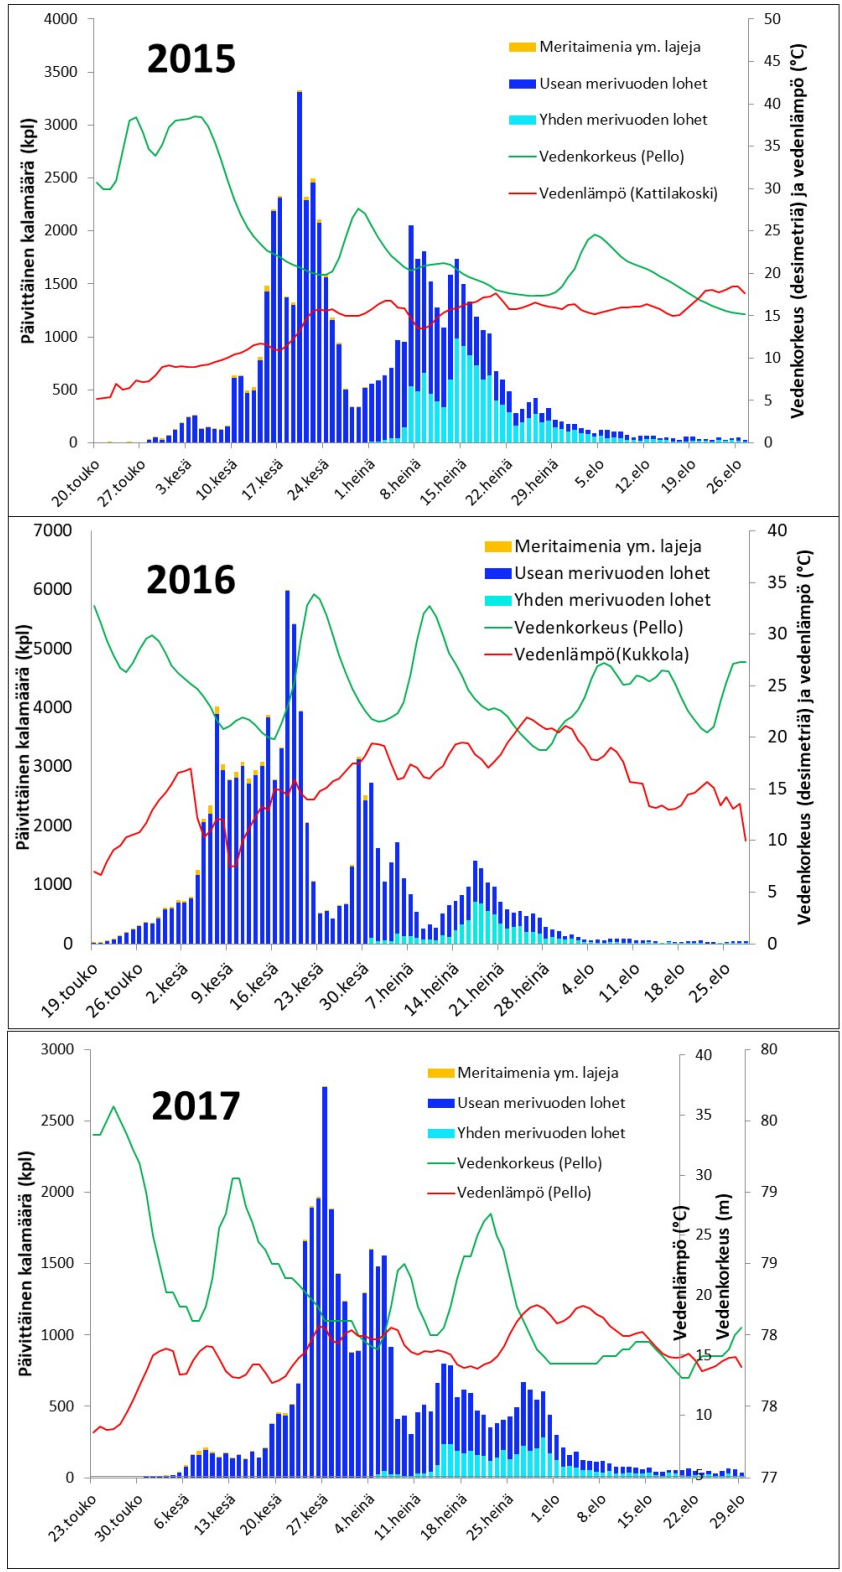 2015
Meritaimenia ym. lajeja
Usean merivuoden lohet
Yhden merivuoden lohet
Vedenkorkeus (Pello)
Vedenlämpö (Kattilakoski)
Päivittäinen kalamäärä (kpl)
4000
3500
3000
2500
2000
1500
1000
500
0
Vedenkorkeus (desimetriä) ja vedenlämpö (°C)
50
45
40
35
30
25
20
15
10
5
0
20.touko
27.touko
3.kesä
10.kesä
17.kesä
24.kesä
1.heinä
8.heinä
15.heinä
22.heinä
29.heinä
5.elo
12.elo
19.elo
26.elo
2016
Meritaimenia ym. lajeja
Usean merivuoden lohet
Yhden merivuoden lohet
Vedenkorkeus (Pello)
Vedenlämpö(Kukkola)
Päivittäinen kalamäärä (kpl)
7000
6000
5000
4000
3000
2000
1000
0
Vedenkorkeus (desimetriä) ja vedenlämpö (°C)
40
35
30
25
20
15
10
5
0
19.touko
26.touko
2.kesä
9.kesä
16.kesä
23.kesä
30.kesä
7.heinä
14.heinä
21.heinä
28.heinä
4.elo
11.elo
18.elo
25.elo
2017
Meritaimenia ym. lajeja
Usean merivuoden lohet
Yhden merivuoden lohet
Vedenkorkeus (Pello)
Vedenlämpö (Pello)
Päivittäinen kalamäärä (kpl)
3000
2500
2000
1500
1000
500
0
Vedenlämpö (°C)
40
35
30
25
20
15
10
5
Vedenkorkeus (m)
80
80
79
79
78
78
77
23.touko
30.touko
6.kesä
13.kesä
20.kesä
27.kesä
4.heinä
11.heinä
18.heinä
25.heinä
1.elo
8.elo
15.elo
22.elo
29.elo